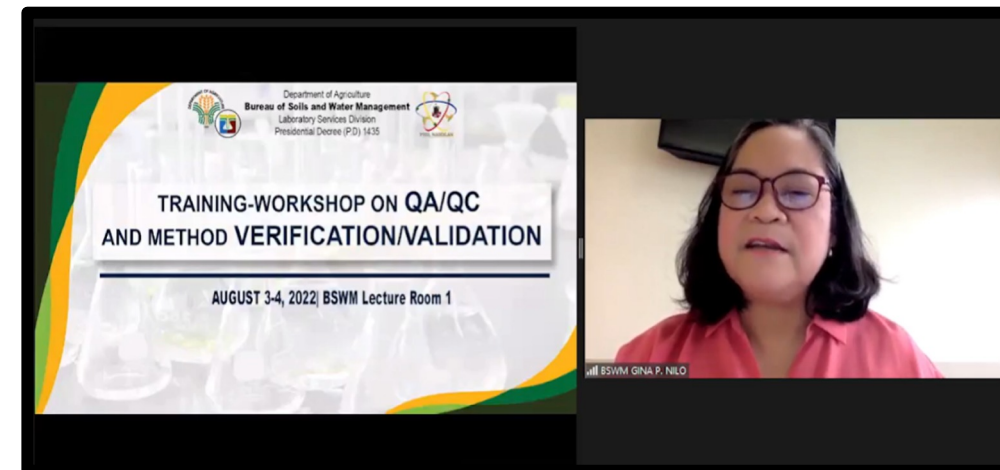 Department of Agriculture
Bureau of Soils and Water Management
Laboratory Services Division
Presidential Decree (P.D) 1435
TRAINING-WORKSHOP ON QA/QC
AND METHOD VERIFICATION/VALIDATION
AUGUST 3-4, 2022| BSWM Lecture Room 1
BSWM GINA P. NILO